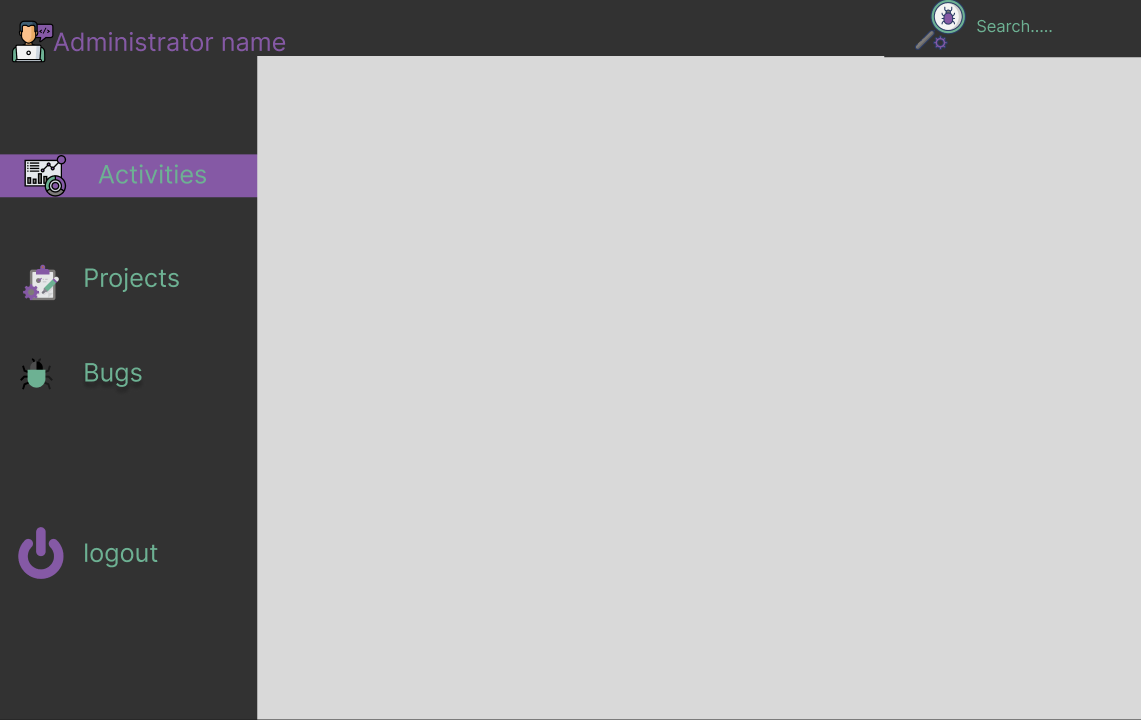 Administrator name
Search.....
Activities
Projects
Bugs
logout